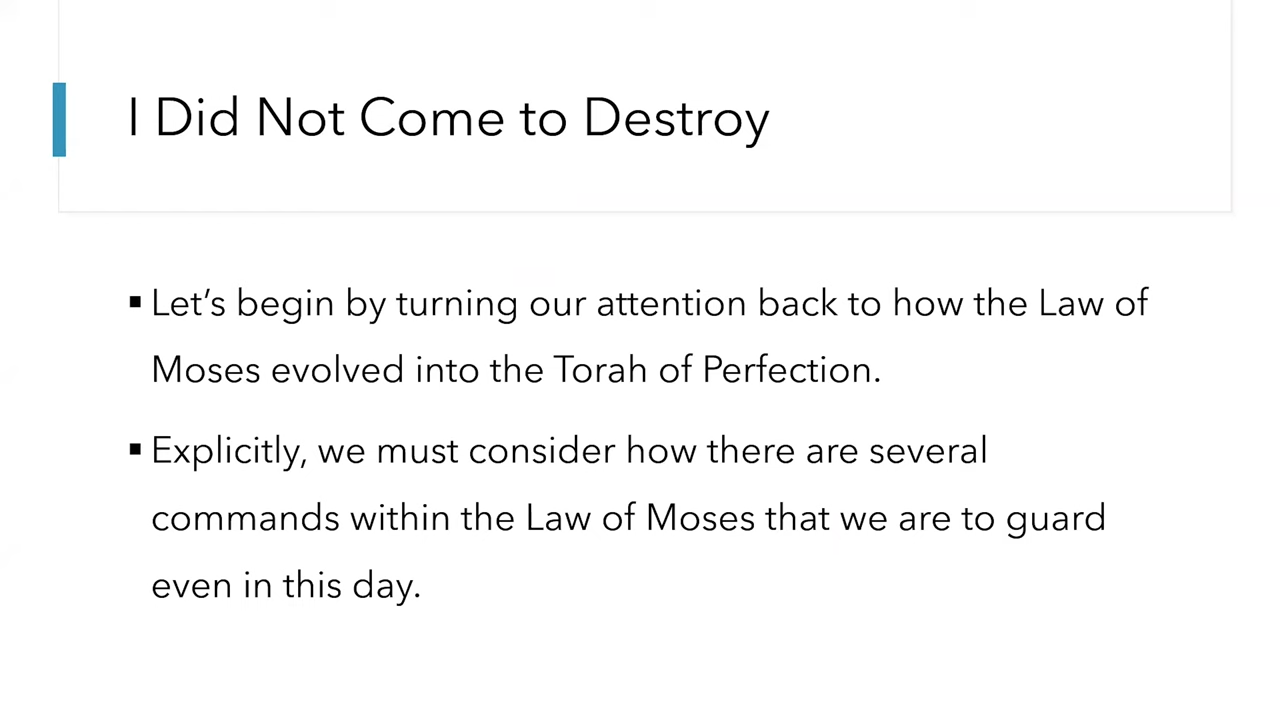 I Did Not Come to Destroy
▪ Let’s begin by turning our attention back to how the Law of
Moses evolved into the Torah of Perfection.
▪ Explicitly, we must consider how there are several
commands within the Law of Moses that we are to guard
even in this day.